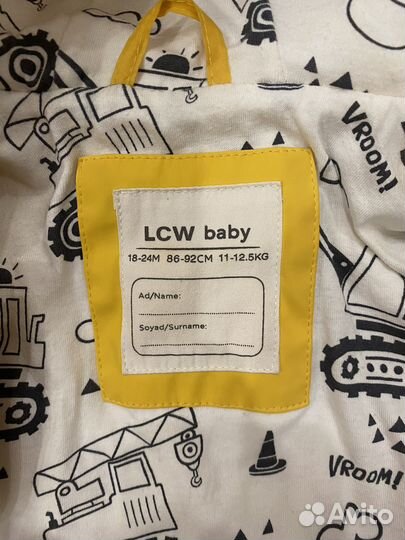 VROOM!
LCW baby
18-24M 86-92CM 11-12.5KG
Ad/Name:
Soyad/Surname:
VROOM!
Avito